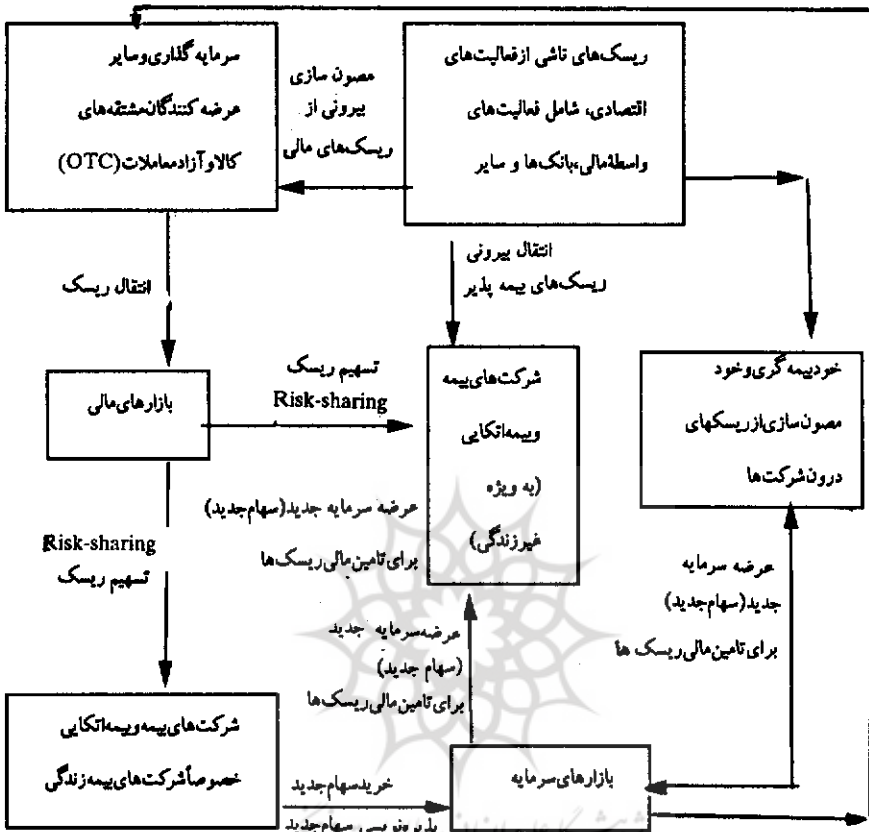 ریسک‌های ناشی از فعالیت‌های
اقتصادی، شامل فعالیت‌های
واسطهٔ مالی، بانک‌ها و سایر
مصون سازی
بیرونی از
ریسک‌های مالی
سرمایه گذاری و سایر
عرضه کنندگان مشتقه‌های
کالا و آزاد معاملات (OTC)
انتقال بیرونی
ریسک‌های بیمه پذیر
انتقال ریسک
خود بیمه گری و خود
مصون سازی از ریسکهای
درون شرکت‌ها
شرکت‌های بیمه
و بیمه اتکایی
(به ویژه
غیر زندگی)
تسهیم ریسک
Risk-sharing
بازارهای مالی
عرضه سرمایه جدید (سهام جدید)
برای تامین مالی ریسک‌ها
Risk-sharing
تسهیم ریسک
عرضه سرمایه
جدید (سهام جدید)
برای تامین مالی ریسک ها
عرضه سرمایه جدید
(سهام جدید)
برای تامین مالی ریسک‌ها
شرکت‌های بیمه و بیمه اتکایی
خصوصاً شرکت‌های بیمه زندگی
خرید سهام جدید
پذیره نویسی سهام جدید
بازارهای سرمایه